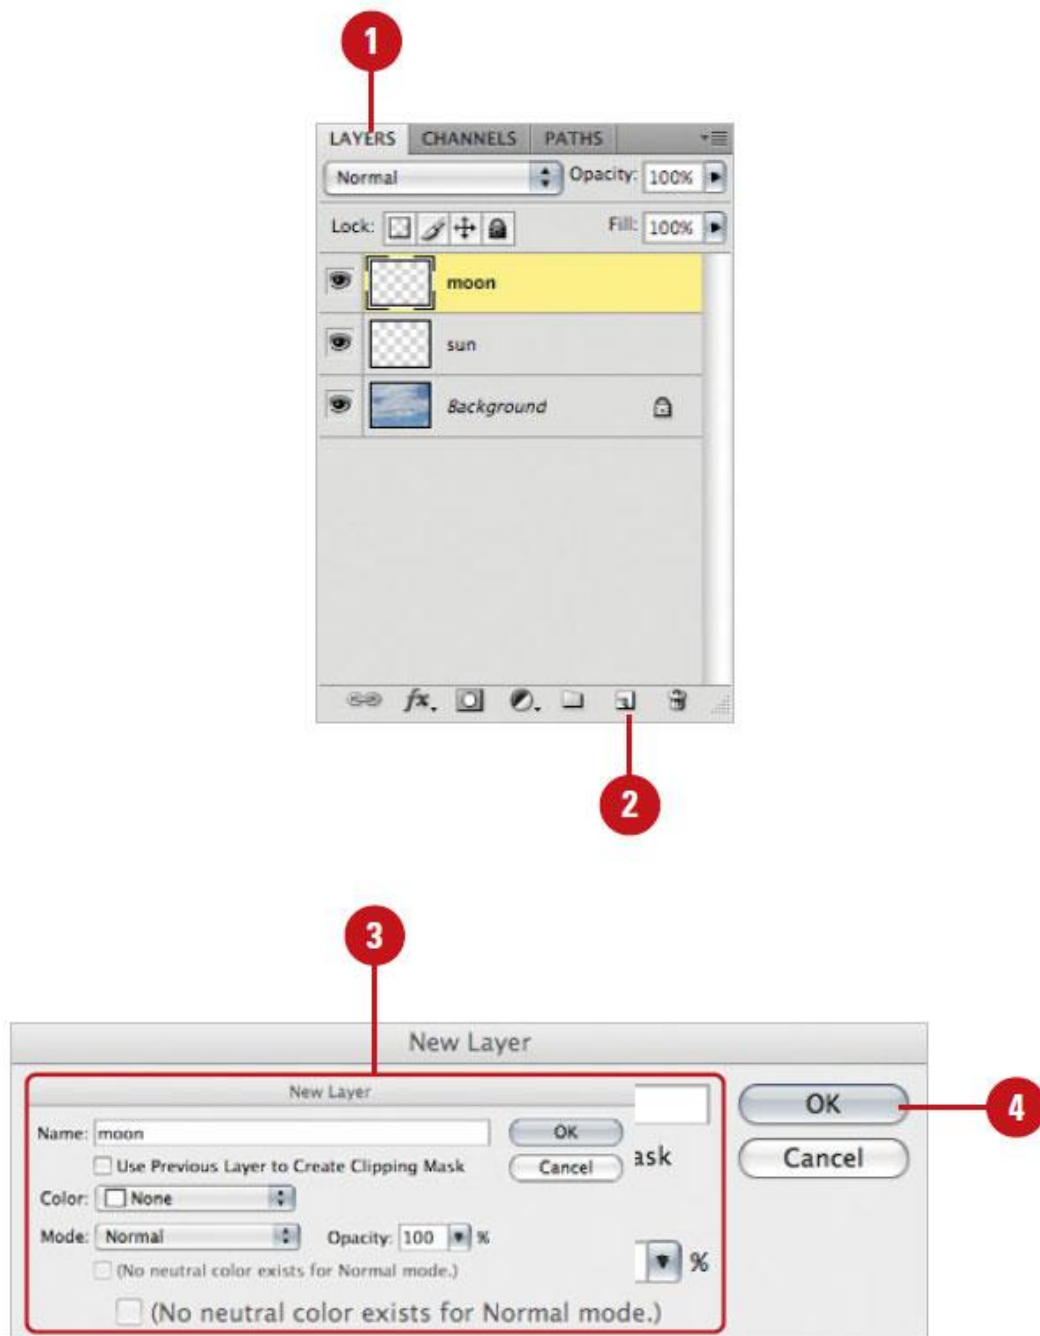 1
LAYERS CHANNELS PATHS
Normal Opacity: 100%
Lock: Fill: 100%
moon
sun
Background
fx.
2
3
New Layer
New Layer
Name: moon OK
Use Previous Layer to Create Clipping Mask Cancel
Color: None
Mode: Normal Opacity: 100 %
(No neutral color exists for Normal mode.)
ask
%
(No neutral color exists for Normal mode.)
OK
4
Cancel